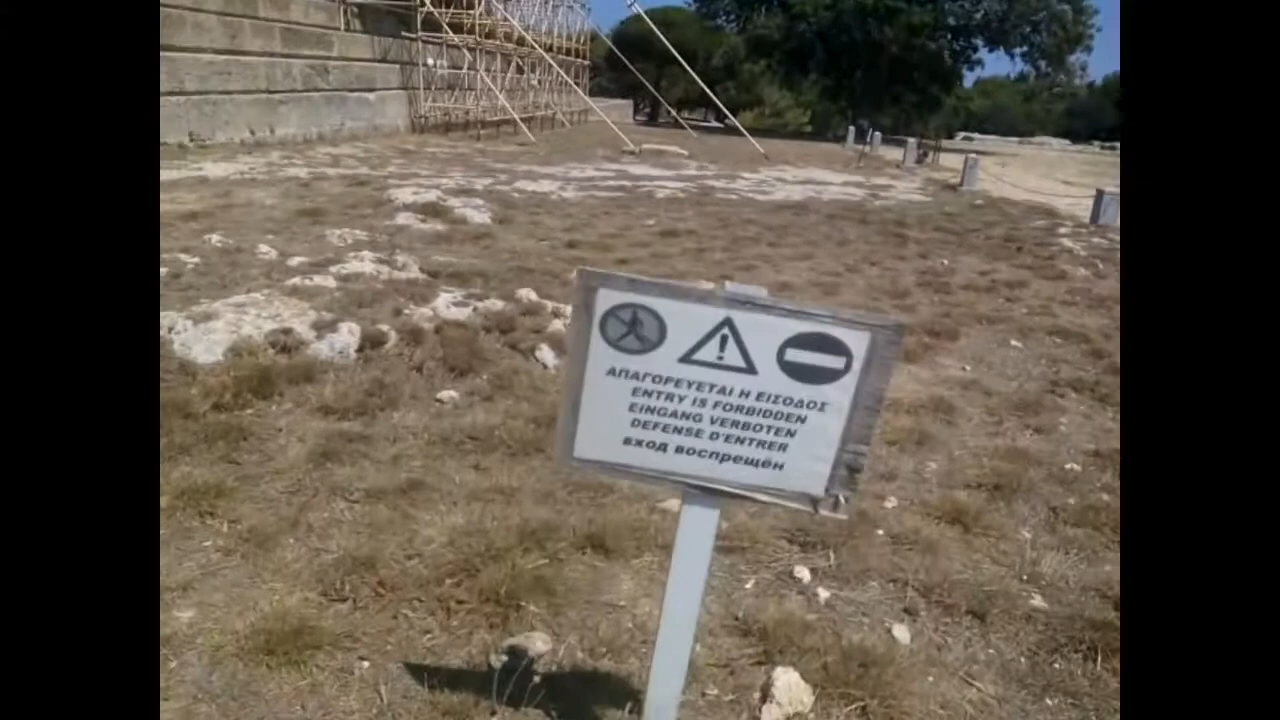 ΑΠΑΓΟΡΕΥΕΤΑΙ Η ΕΙΣΟΔΟΣ
ENTRY IS FORBIDDEN
EINGANG VERBOTEN
DEFENSE D'ENTRER
вход воспрещён